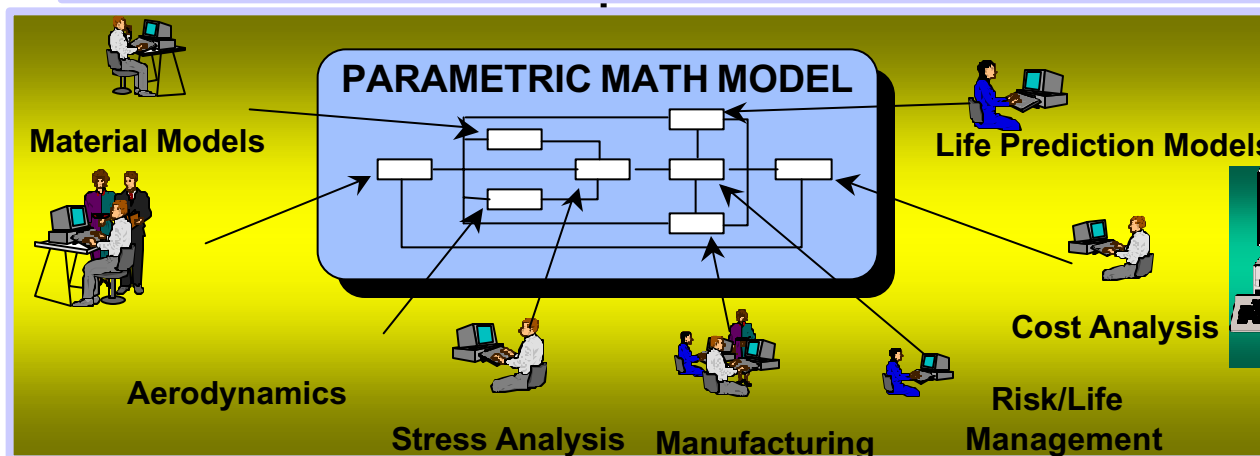 PARAMETRIC MATH MODEL
Material Models
Life Prediction Models
Cost Analysis
Aerodynamics
Risk/Life
Management
Stress Analysis
Manufacturing